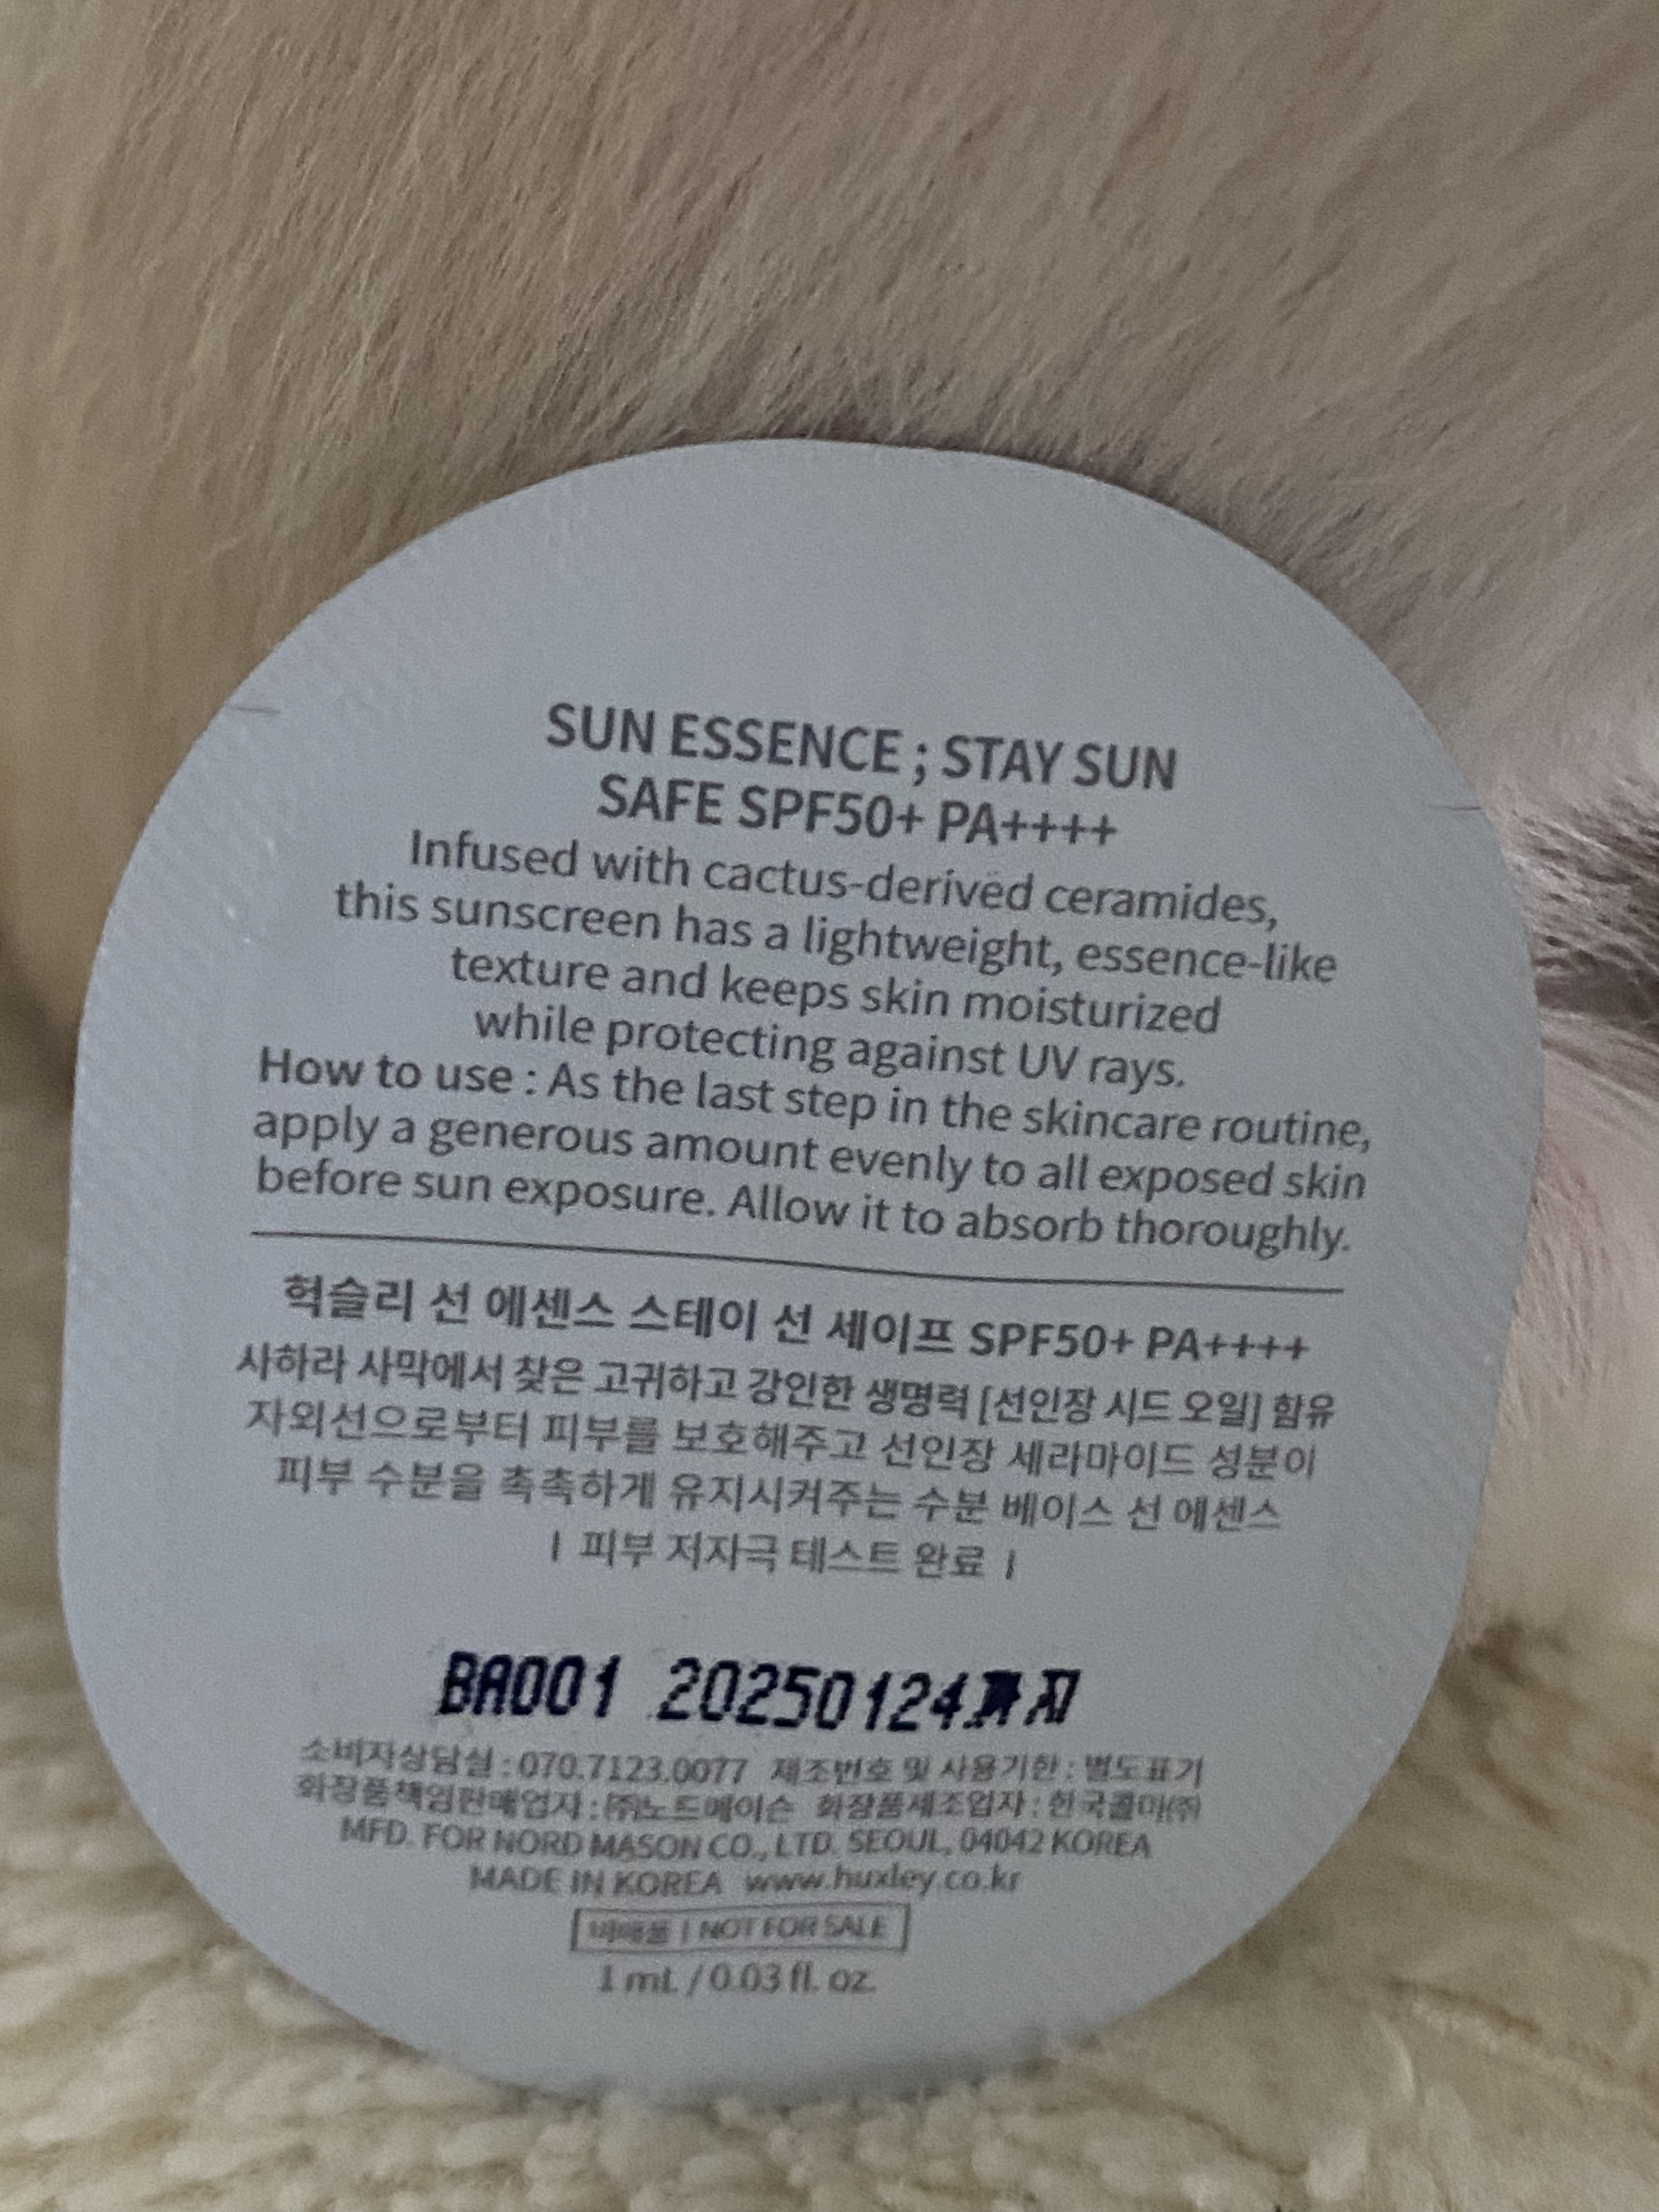 SUN ESSENCE ; STAY SUN
SAFE SPF50+ PA++++
Infused with cactus-derived ceramides,
this sunscreen has a lightweight, essence-like
texture and keeps skin moisturized
while protecting against UV rays.
How to use : As the last step in the skincare routine,
apply a generous amount evenly to all exposed skin
before sun exposure. Allow it to absorb thoroughly.
헉슬리 선 에센스 스테이 선 세이프 SPF50+ PA++++
사하라 사막에서 찾은 고귀하고 강인한 생명력 [선인장 시드 오일] 함유
자외선으로부터 피부를 보호해주고 선인장 세라마이드 성분이
피부 수분을 촉촉하게 유지시켜주는 수분 베이스 선 에센스
| 피부 저자극 테스트 완료 |
BA001 20250124까지
소비자상담실 : 070.7123.0077 제조번호 및 사용기한 : 별도표기
화장품책임판매업자 : ㈜노드메이슨 화장품제조업자 : 한국콜마㈜
MFD. FOR NORD MASON CO., LTD. SEOUL, 04042 KOREA
MADE IN KOREA www.huxley.co.kr
비매품 | NOT FOR SALE
1 mL / 0.03 fl. oz.